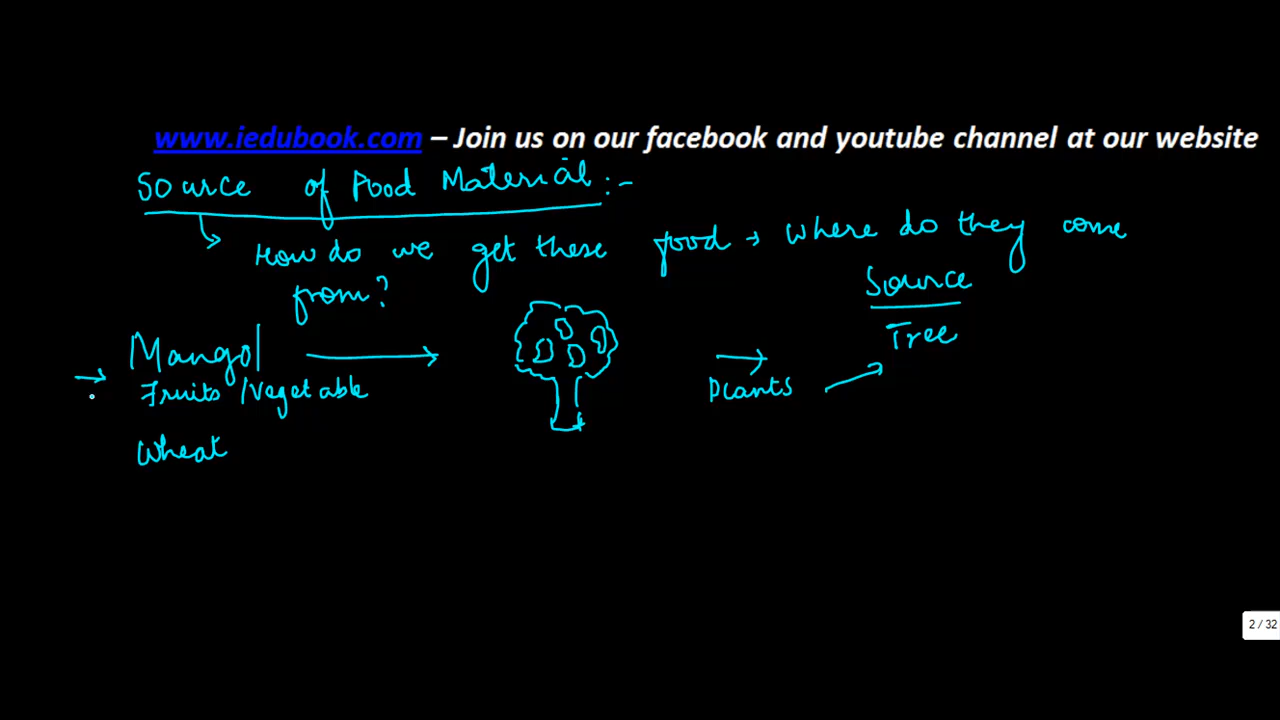 www.iedubook.com – Join us on our facebook and youtube channel at our website
Source of Food Material :-
How do we get these food → where do they come
from?
Source
Tree
Mango/
Fruits /Vegetable
Plants
Wheat
2 / 32